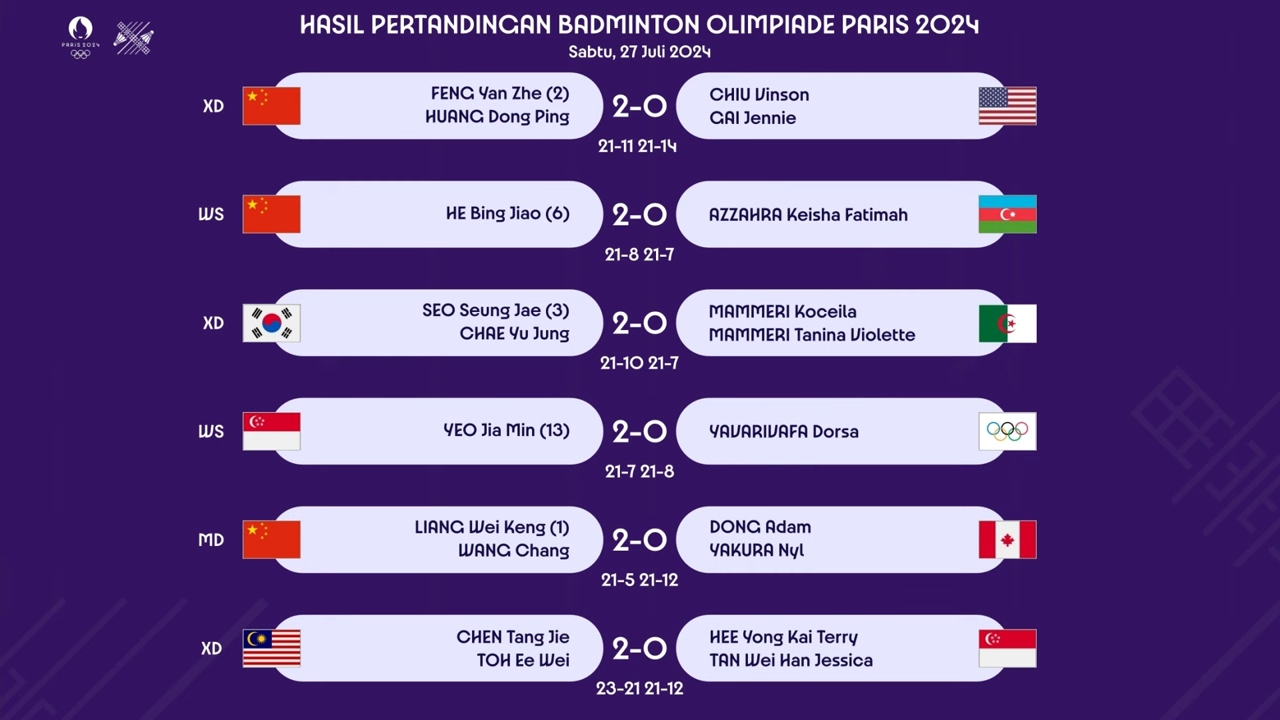 HASIL PERTANDINGAN BADMINTON OLIMPIADE PARIS 2024
PARIS 2024
Sabtu, 27 Juli 2024
XD
FENG Yan Zhe (2)
HUANG Dong Ping
2-0
CHIU Vinson
GAI Jennie
21-11 21-14
WS
HE Bing Jiao (6)
2-0
AZZAHRA Keisha Fatimah
21-8 21-7
XD
SEO Seung Jae (3)
CHAE Yu Jung
2-0
MAMMERI Koceila
MAMMERI Tanina Violette
21-10 21-7
WS
YEO Jia Min (13)
2-0
YAVARIVAFA Dorsa
21-7 21-8
MD
LIANG Wei Keng (1)
WANG Chang
2-0
DONG Adam
YAKURA Nyl
21-5 21-12
XD
CHEN Tang Jie
TOH Ee Wei
2-0
HEE Yong Kai Terry
TAN Wei Han Jessica
23-21 21-12